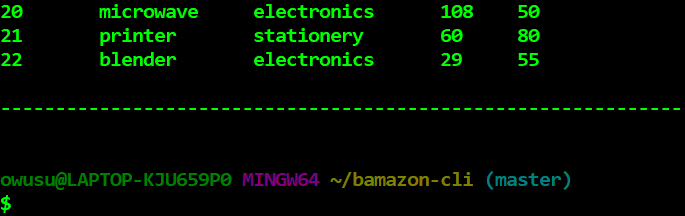 20 microwave electronics 108 50
21 printer stationery 60 80
22 blender electronics 29 55
--------------------------------------------------------------
owusu@LAPTOP-KJU659P0 MINGW64 ~/bamazon-cli (master)
$